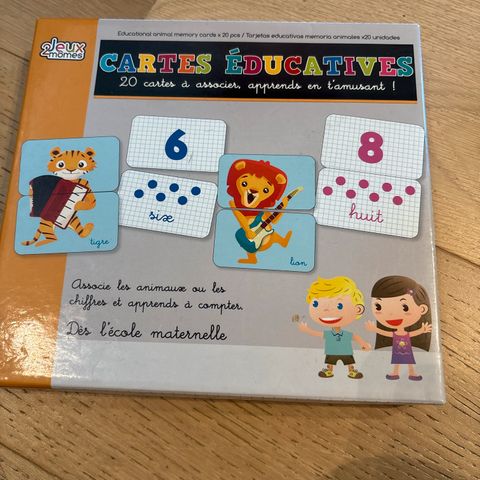 2Jeux
mômes
Educational animal memory cards x 20 pcs / Tarjetas educativas memoria animales x20 unidades
CARTES ÉDUCATIVES
20 cartes à associer, apprends en t'amusant !
6
8
six
huit
tigre
lion
Associe les animaux ou les
chiffres et apprends à compter.
Dès l'école maternelle